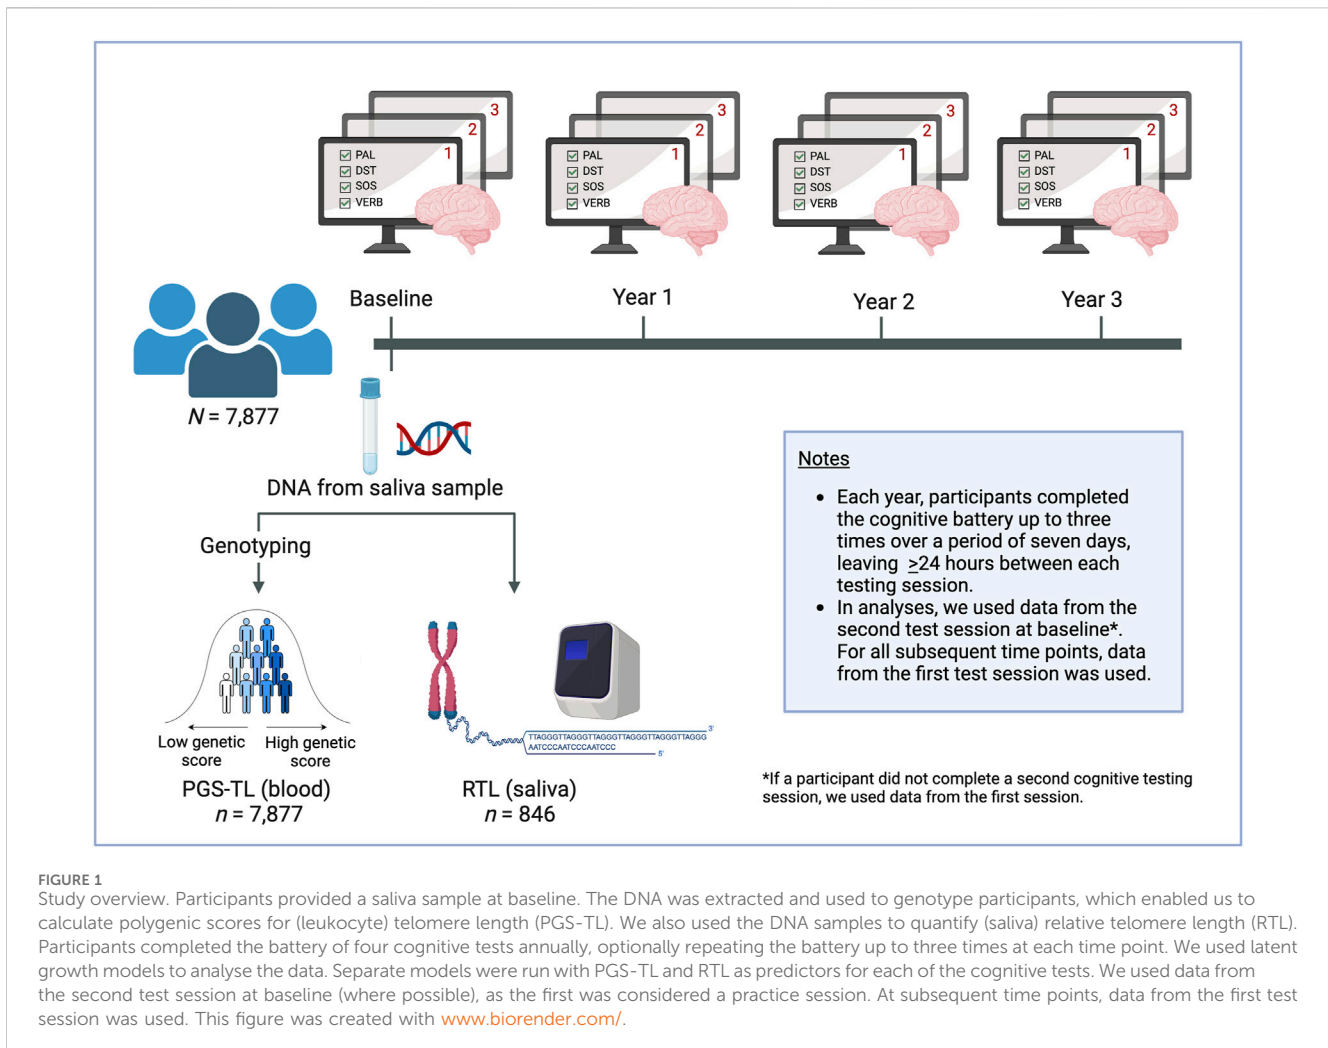 3
2
1
PAL
DST
SOS
VERB
3
2
1
PAL
DST
SOS
VERB
3
2
1
PAL
DST
SOS
VERB
3
2
1
PAL
DST
SOS
VERB
Baseline
Year 1
Year 2
Year 3
N = 7,877
DNA from saliva sample
Genotyping
Low genetic
score
High genetic
score
PGS-TL (blood)
n = 7,877
TTAGGGTTAGGGTTAGGGTTAGGGTTAGGGTTAGGG
3'
AATCCCAATCCCAATCCC
5'
RTL (saliva)
n = 846
Notes
• Each year, participants completed
the cognitive battery up to three
times over a period of seven days,
leaving ≥24 hours between each
testing session.
• In analyses, we used data from the
second test session at baseline*.
For all subsequent time points, data
from the first test session was used.
*If a participant did not complete a second cognitive testing
session, we used data from the first session.
FIGURE 1
Study overview. Participants provided a saliva sample at baseline. The DNA was extracted and used to genotype participants, which enabled us to
calculate polygenic scores for (leukocyte) telomere length (PGS-TL). We also used the DNA samples to quantify (saliva) relative telomere length (RTL).
Participants completed the battery of four cognitive tests annually, optionally repeating the battery up to three times at each time point. We used latent
growth models to analyse the data. Separate models were run with PGS-TL and RTL as predictors for each of the cognitive tests. We used data from
the second test session at baseline (where possible), as the first was considered a practice session. At subsequent time points, data from the first test
session was used. This figure was created with www.biorender.com/.